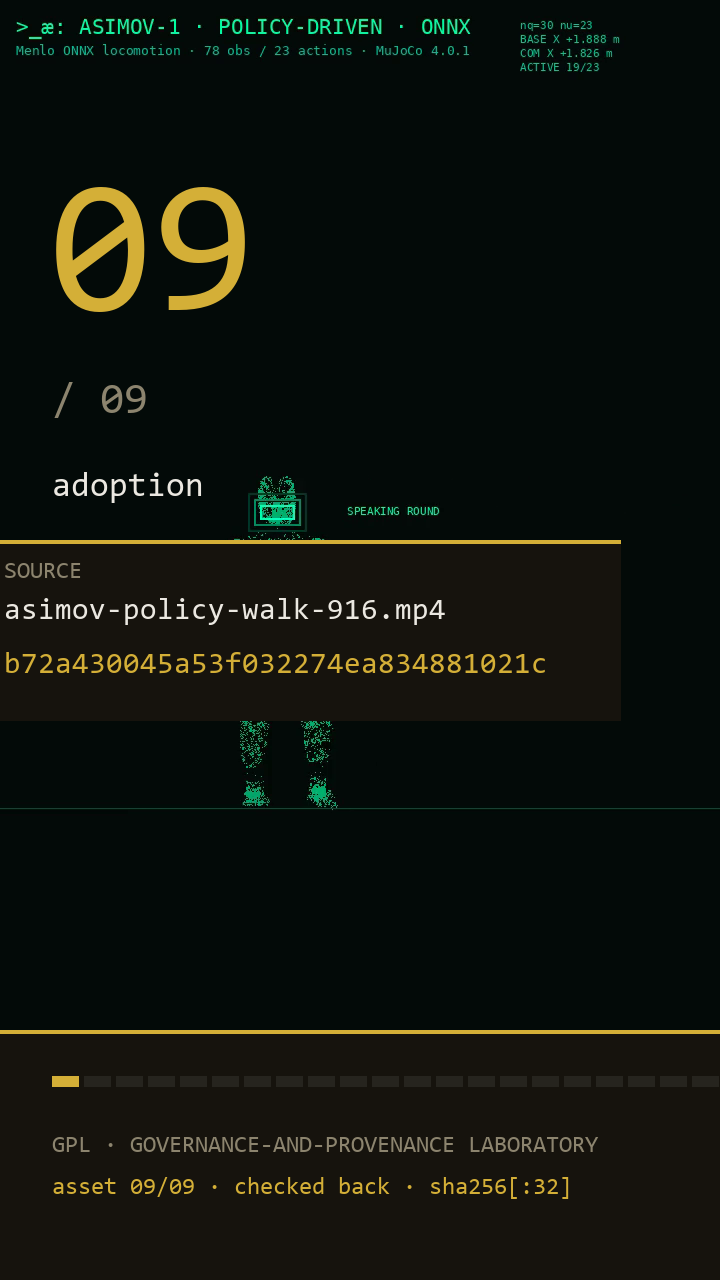 >_æ: ASIMOV-1 · POLICY-DRIVEN · ONNX
Menlo ONNX locomotion · 78 obs / 23 actions · MuJoCo 4.0.1
nq=30 nu=23
BASE X +1.888 m
COM X +1.826 m
ACTIVE 19/23
09
/ 09
adoption
SPEAKING ROUND
SOURCE
asimov-policy-walk-916.mp4
b72a430045a53f032274ea834881021c
GPL · GOVERNANCE-AND-PROVENANCE LABORATORY
asset 09/09 · checked back · sha256[:32]